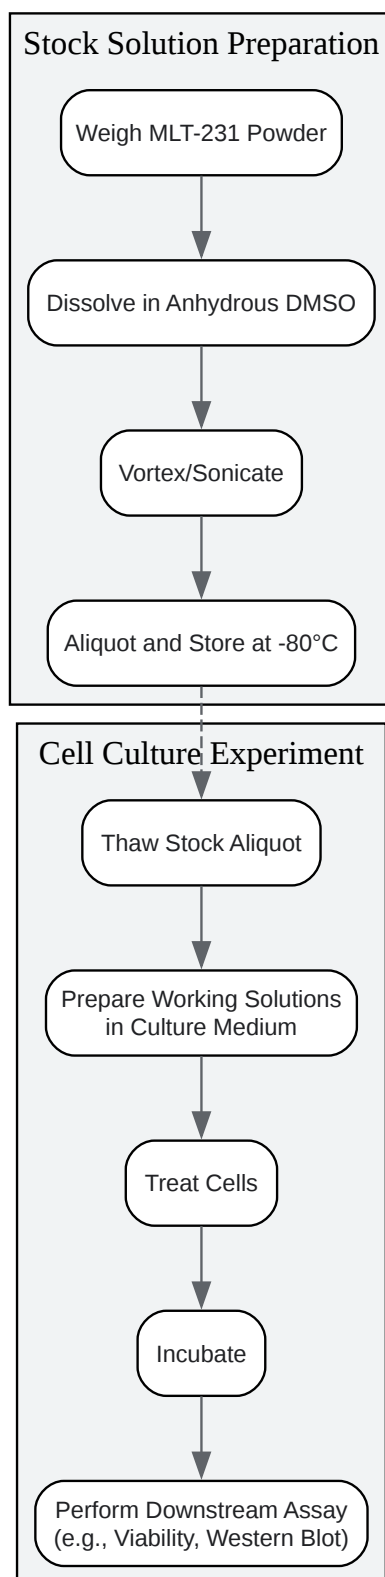 Stock Solution Preparation
Weigh MLT-231 Powder
Dissolve in Anhydrous DMSO
Vortex/Sonicate
Aliquot and Store at -80°C
Cell Culture Experiment
Thaw Stock Aliquot
Prepare Working Solutions
in Culture Medium
Treat Cells
Incubate
Perform Downstream Assay
(e.g., Viability, Western Blot)